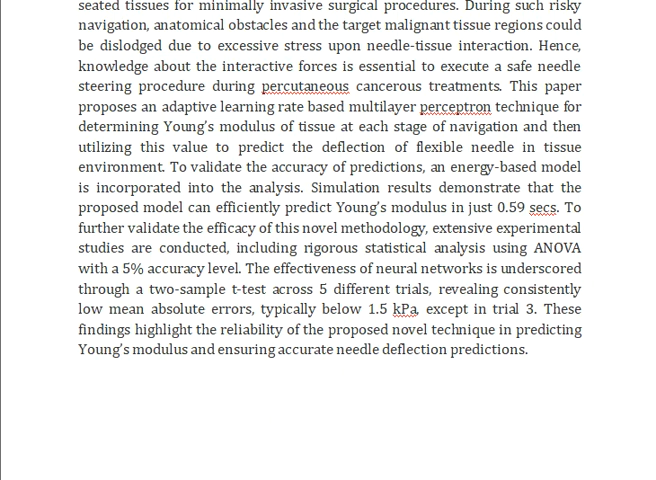 seated tissues for minimally invasive surgical procedures. During such risky
navigation, anatomical obstacles and the target malignant tissue regions could
be dislodged due to excessive stress upon needle-tissue interaction. Hence,
knowledge about the interactive forces is essential to execute a safe needle
steering procedure during percutaneous cancerous treatments. This paper
proposes an adaptive learning rate based multilayer perceptron technique for
determining Young's modulus of tissue at each stage of navigation and then
utilizing this value to predict the deflection of flexible needle in tissue
environment. To validate the accuracy of predictions, an energy-based model
is incorporated into the analysis. Simulation results demonstrate that the
proposed model can efficiently predict Young's modulus in just 0.59 secs. To
further validate the efficacy of this novel methodology, extensive experimental
studies are conducted, including rigorous statistical analysis using ANOVA
with a 5% accuracy level. The effectiveness of neural networks is underscored
through a two-sample t-test across 5 different trials, revealing consistently
low mean absolute errors, typically below 1.5 kPa, except in trial 3. These
findings highlight the reliability of the proposed novel technique in predicting
Young's modulus and ensuring accurate needle deflection predictions.